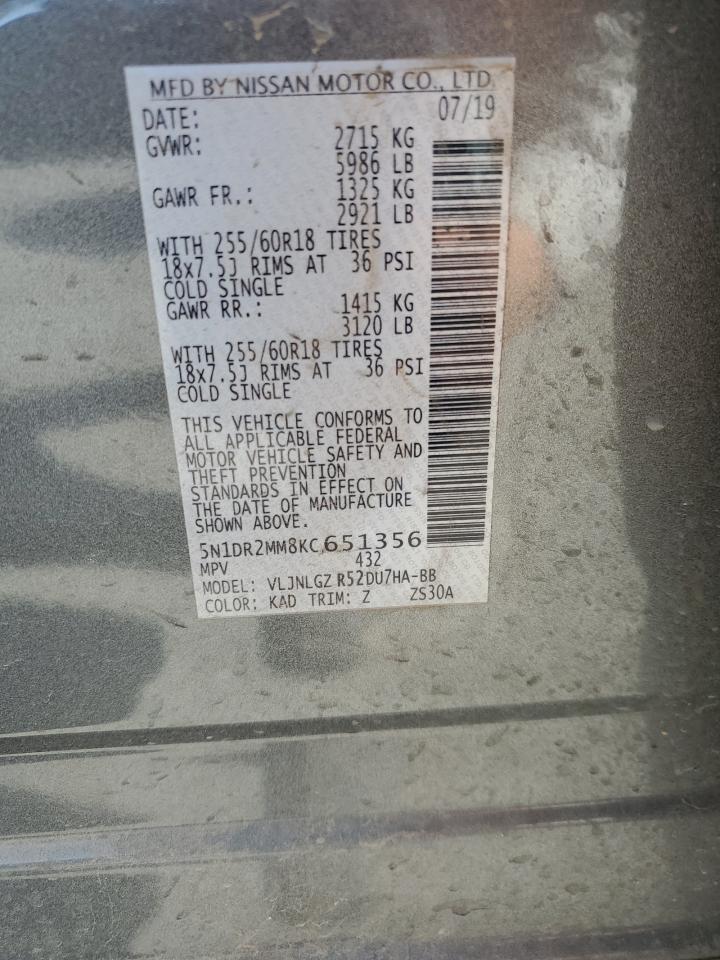 MFD BY NISSAN MOTOR CO., LTD.
DATE: 07/19
GVWR: 2715 KG
5986 LB
GAWR FR.: 1325 KG
2921 LB
WITH 255/60R18 TIRES
18x7.5J RIMS AT 36 PSI
COLD SINGLE
GAWR RR.: 1415 KG
3120 LB
WITH 255/60R18 TIRES
18x7.5J RIMS AT 36 PSI
COLD SINGLE
THIS VEHICLE CONFORMS TO
ALL APPLICABLE FEDERAL
MOTOR VEHICLE SAFETY AND
THEFT PREVENTION
STANDARDS IN EFFECT ON
THE DATE OF MANUFACTURE
SHOWN ABOVE.
5N1DR2MM8KC651356
MPV 432
MODEL: VLJNLGZ R52DU7HA-BB
COLOR: KAD TRIM: Z ZS30A